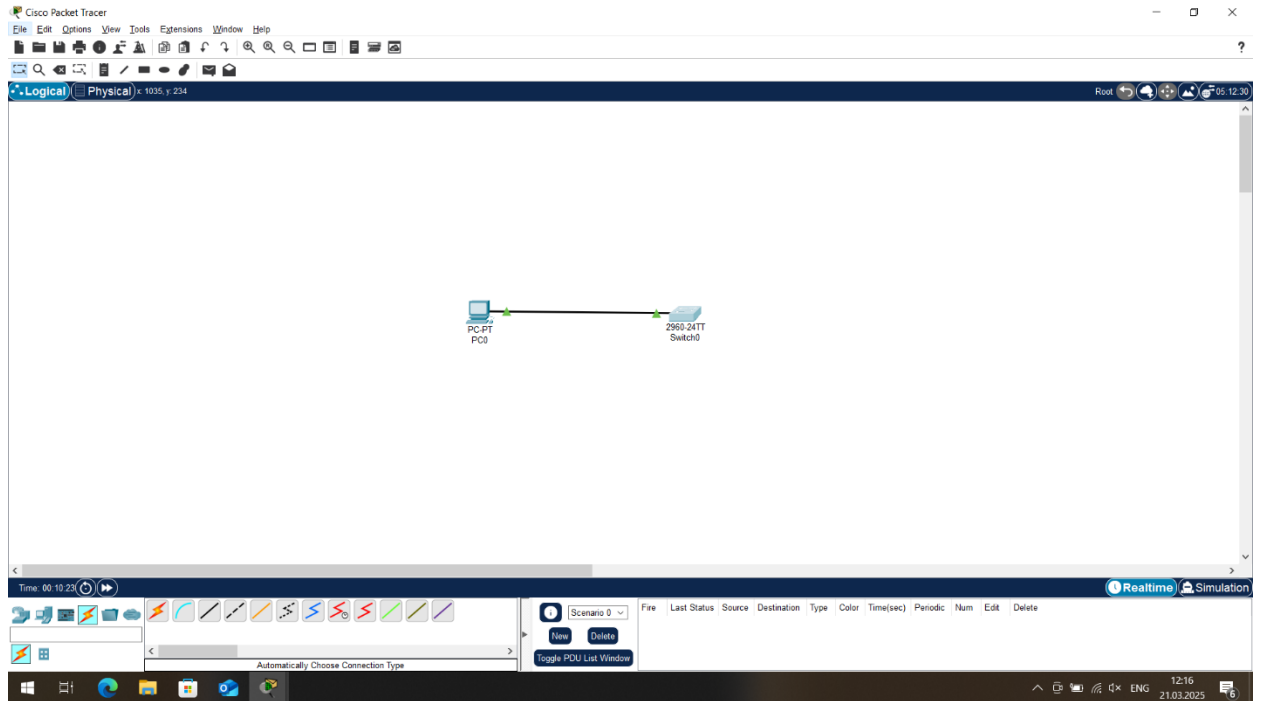 Cisco Packet Tracer
File Edit Options View Tools Extensions Window Help
?
Logical Physical x: 1035, y: 234 Root 05:12:30
PC-PT
PC0
2960-24TT
Switch0
Time: 00:10:23 Realtime Simulation
Scenario 0
New Delete
Toggle PDU List Window
Fire Last Status Source Destination Type Color Time(sec) Periodic Num Edit Delete
Automatically Choose Connection Type
ENG 12:16
21.03.2025
6